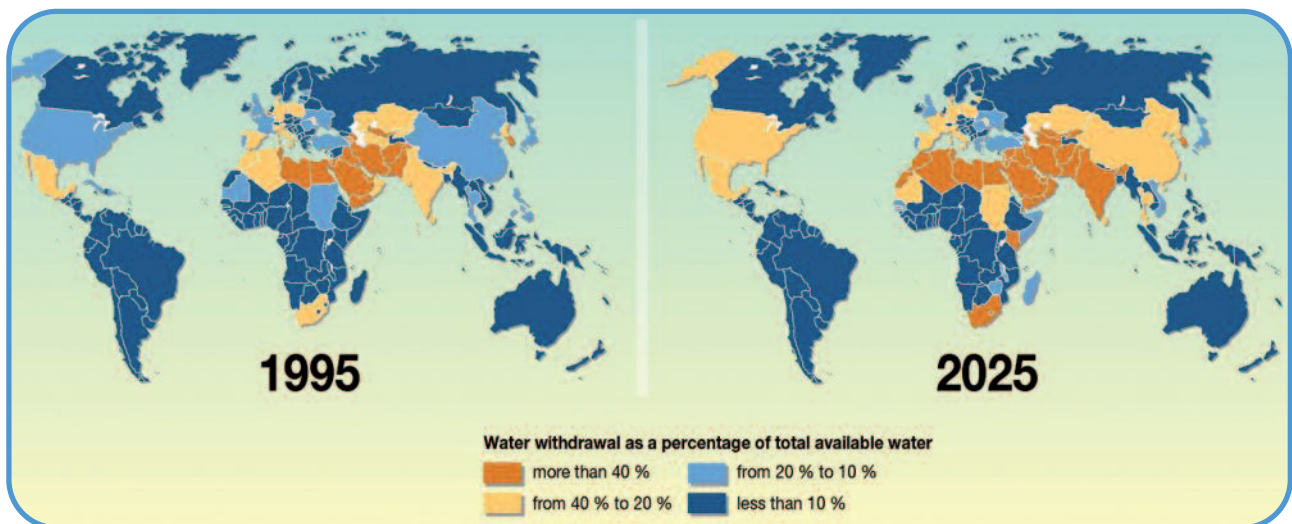 1995
2025
Water withdrawal as a percentage of total available water
more than 40 %
from 20 % to 10 %
from 40 % to 20 %
less than 10 %